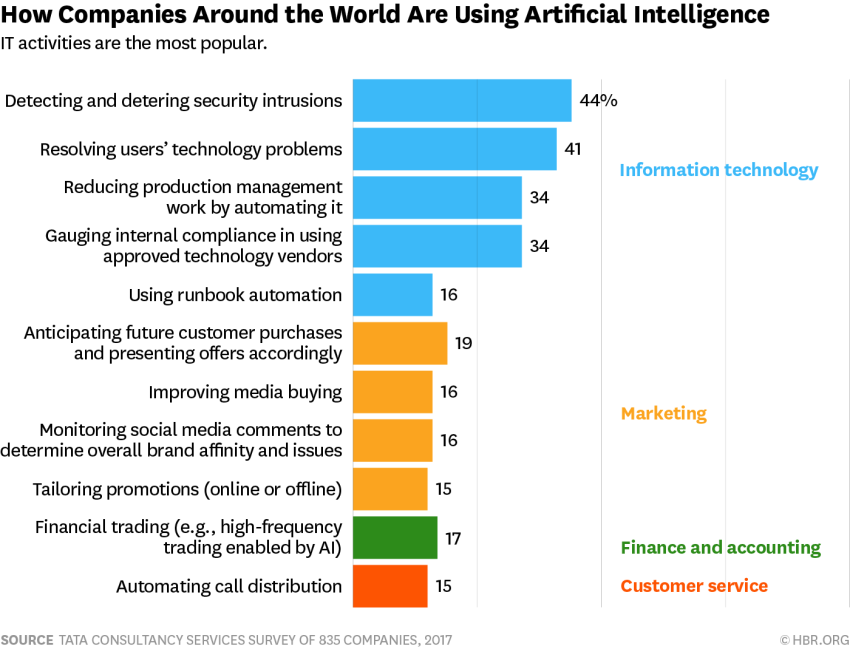 How Companies Around the World Are Using Artificial Intelligence
IT activities are the most popular.
Detecting and detering security intrusions
44%
Resolving users’ technology problems
41
Information technology
Reducing production management
work by automating it
34
Gauging internal compliance in using
approved technology vendors
34
Using runbook automation
16
Anticipating future customer purchases
and presenting offers accordingly
19
Improving media buying
16
Marketing
Monitoring social media comments to
determine overall brand affinity and issues
16
Tailoring promotions (online or offline)
15
Financial trading (e.g., high-frequency
trading enabled by AI)
17
Finance and accounting
Automating call distribution
15
Customer service
SOURCE TATA CONSULTANCY SERVICES SURVEY OF 835 COMPANIES, 2017
© HBR.ORG